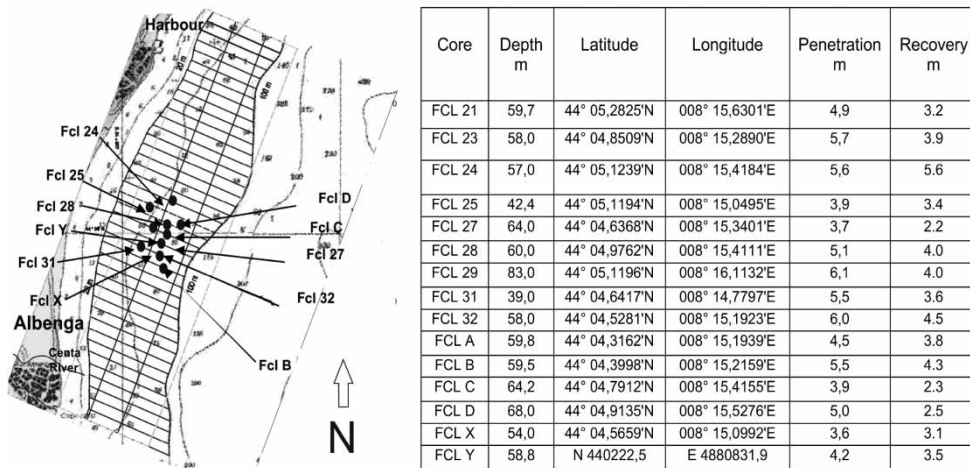 Harbour
20 m
100 m
Fcl 24
Fcl 25
Fcl D
Fcl 28
Fcl C
Fcl Y
Fcl 27
Fcl 31
Fcl 32
Fcl X
100 m
Albenga
Centa
River
Fcl B
N
Core Depth m Latitude Longitude Penetration m Recovery m
FCL 21 59,7 44° 05,2825'N 008° 15,6301'E 4,9 3.2
FCL 23 58,0 44° 04,8509'N 008° 15,2890'E 5,7 3.9
FCL 24 57,0 44° 05,1239'N 008° 15,4184'E 5,6 5.6
FCL 25 42,4 44° 05,1194'N 008° 15,0495'E 3,9 3.4
FCL 27 64,0 44° 04,6368'N 008° 15,3401'E 3,7 2.2
FCL 28 60,0 44° 04,9762'N 008° 15,4111'E 5,1 4.0
FCL 29 83,0 44° 05,1196'N 008° 16,1132'E 6,1 4.0
FCL 31 39,0 44° 04,6417'N 008° 14,7797'E 5,5 3.6
FCL 32 58,0 44° 04,5281'N 008° 15,1923'E 6,0 4.5
FCL A 59,8 44° 04,3162'N 008° 15,1939'E 4,5 3.8
FCL B 59,5 44° 04,3998'N 008° 15,2159'E 5,5 4.3
FCL C 64,2 44° 04,7912'N 008° 15,4155'E 3,9 2.3
FCL D 68,0 44° 04,9135'N 008° 15,5276'E 5,0 2.5
FCL X 54,0 44° 04,5659'N 008° 15,0992'E 3,6 3.1
FCL Y 58,8 N 440222,5 E 4880831,9 4,2 3.5